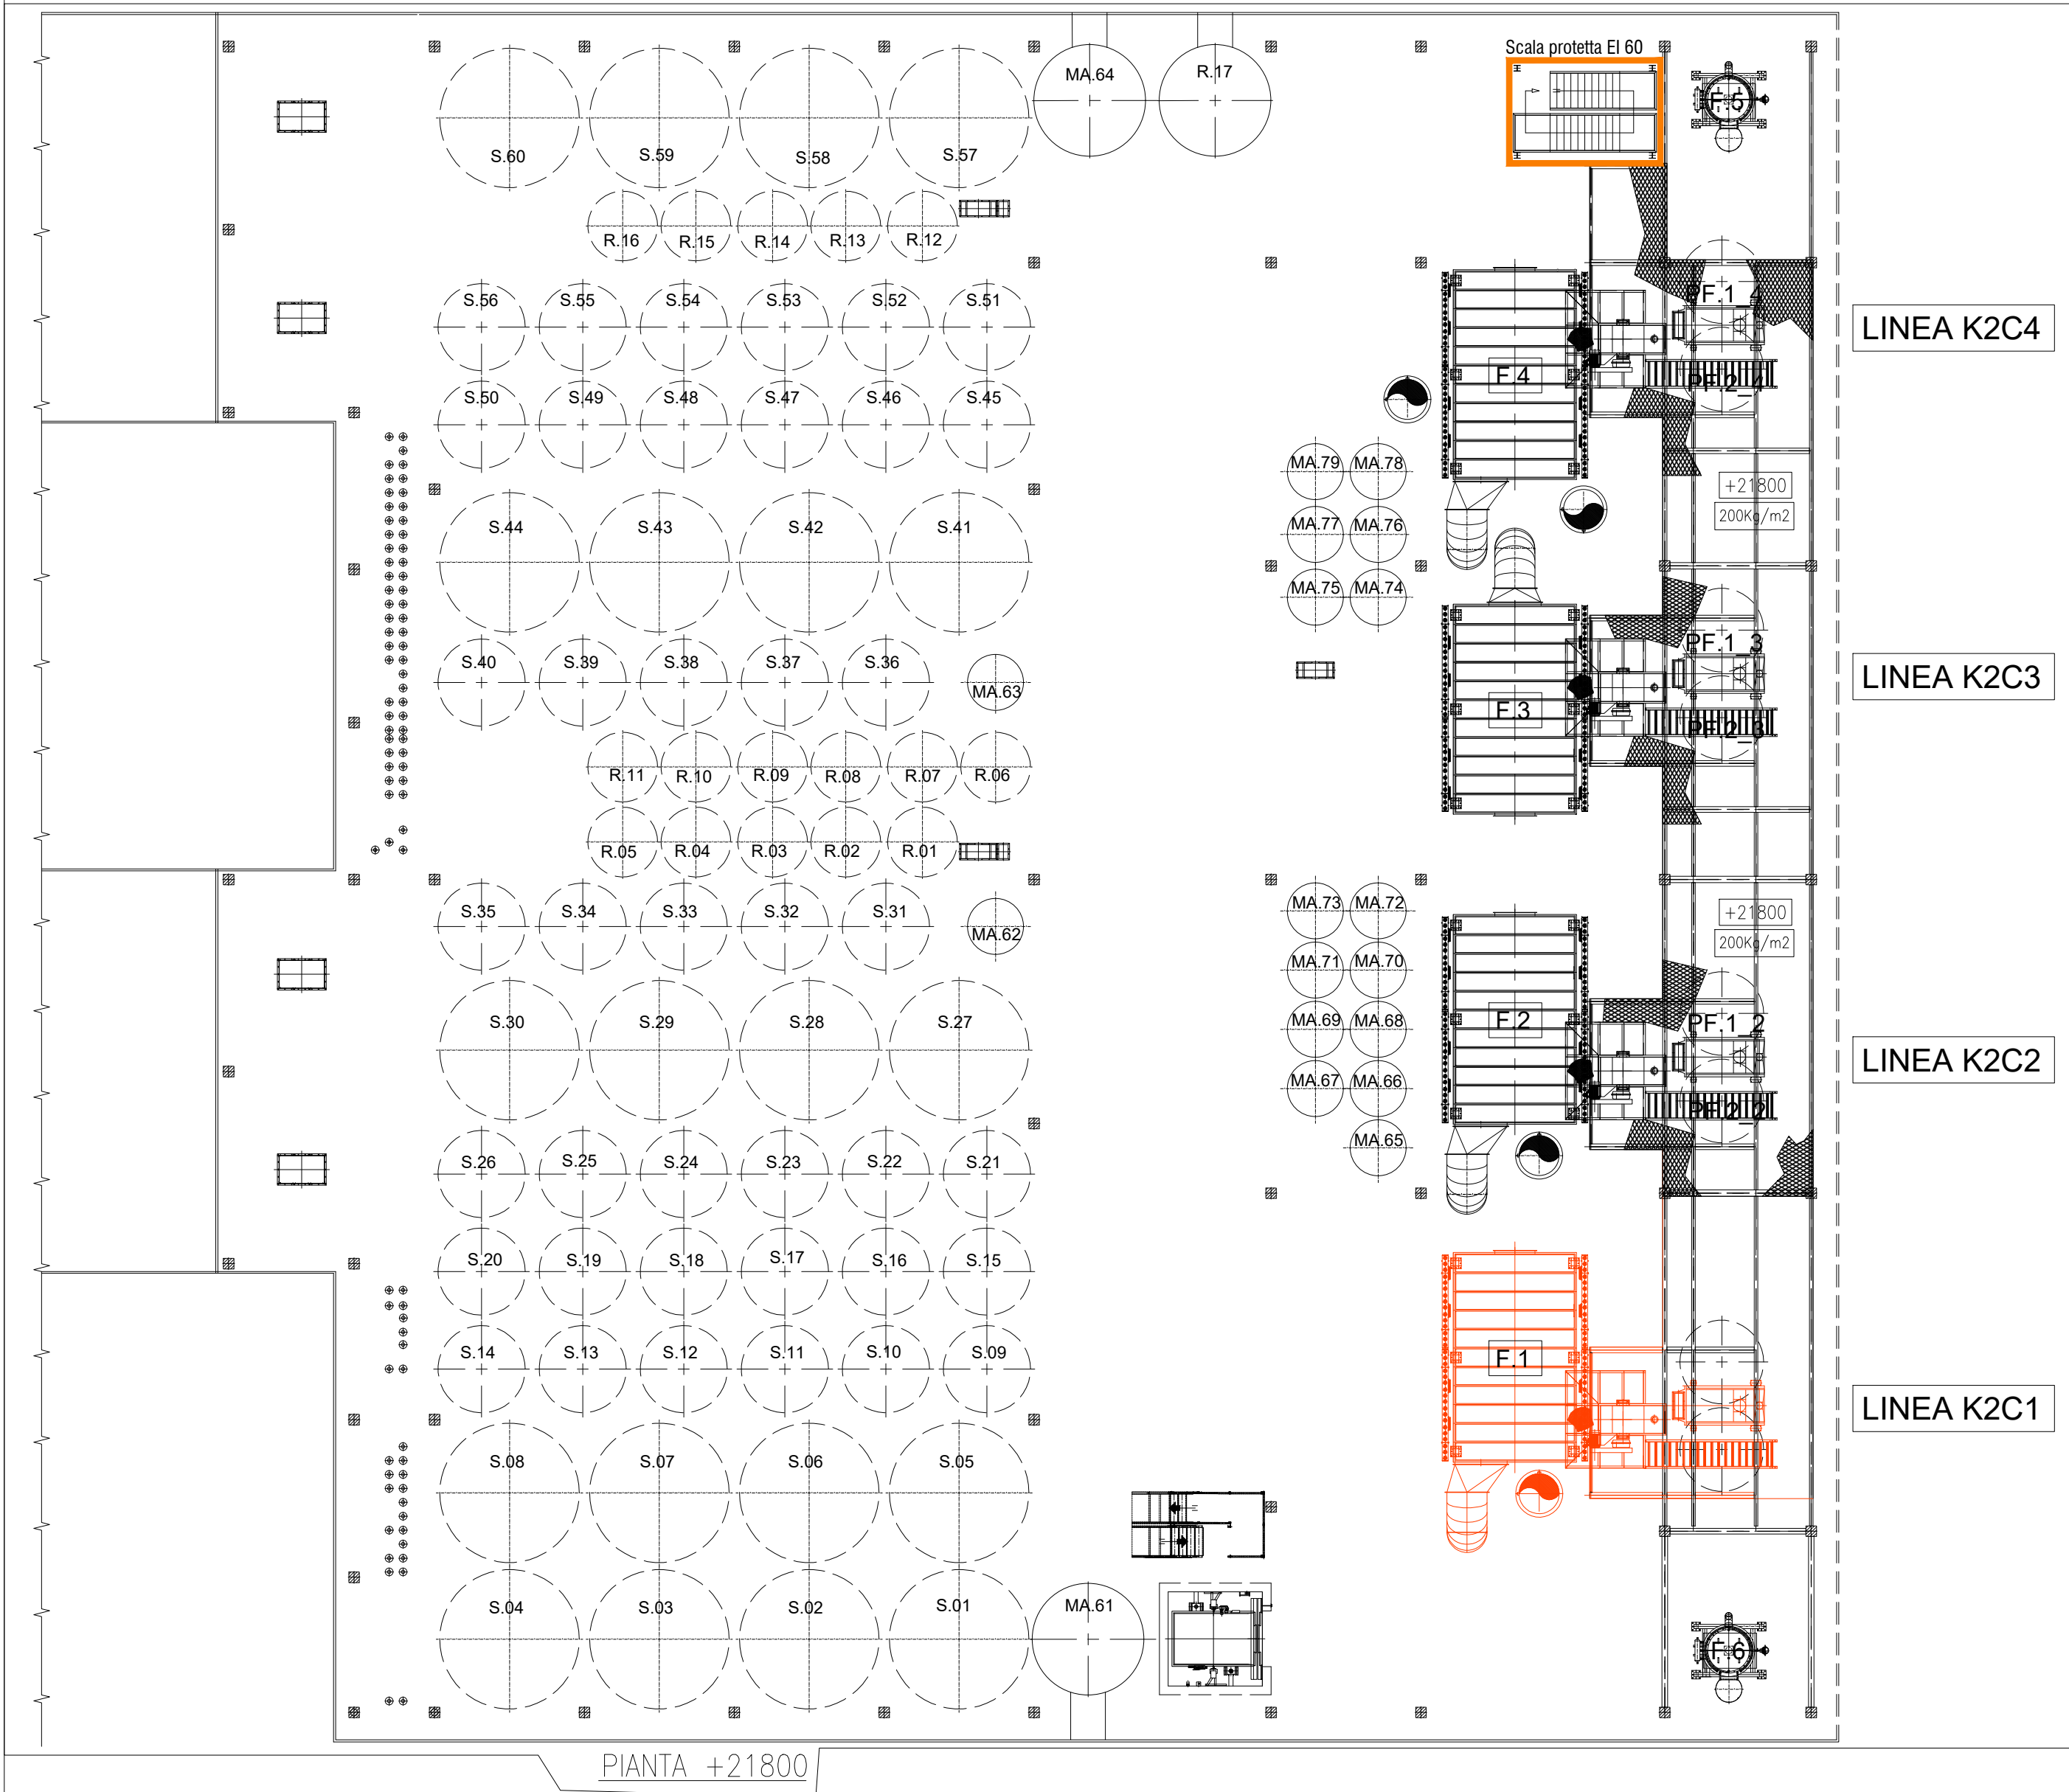 Scala protetta EI 60
MA.64 R.17 F.5
S.60 S.59 S.58 S.57
R.16 R.15 R.14 R.13 R.12
S.56 S.55 S.54 S.53 S.52 S.51
PF.1_4
LINEA K2C4
F.4 PF.2_4
S.50 S.49 S.48 S.47 S.46 S.45
MA.79 MA.78
+21800
200Kg/m2
S.44 S.43 S.42 S.41 MA.77 MA.76
MA.75 MA.74
PF.1_3
S.40 S.39 S.38 S.37 S.36 MA.63
LINEA K2C3
F.3 PF.2_3
R.11 R.10 R.09 R.08 R.07 R.06
R.05 R.04 R.03 R.02 R.01
MA.73 MA.72
S.35 S.34 S.33 S.32 S.31 MA.62
+21800
200Kg/m2
MA.71 MA.70
S.30 S.29 S.28 S.27 MA.69 MA.68 F.2 PF.1_2
LINEA K2C2
MA.67 MA.66 PF.2_2
MA.65
S.26 S.25 S.24 S.23 S.22 S.21
S.20 S.19 S.18 S.17 S.16 S.15
S.14 S.13 S.12 S.11 S.10 S.09 F.1
LINEA K2C1
S.08 S.07 S.06 S.05
S.04 S.03 S.02 S.01 MA.61
F.6
PIANTA +21800